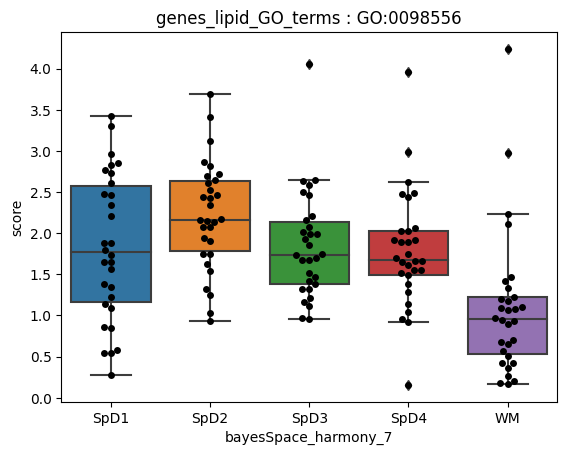 genes_lipid_GO_terms : GO:0098556
4.0
3.5
3.0
2.5
2.0
1.5
1.0
0.5
0.0
score
SpD1 SpD2 SpD3 SpD4 WM
bayesSpace_harmony_7